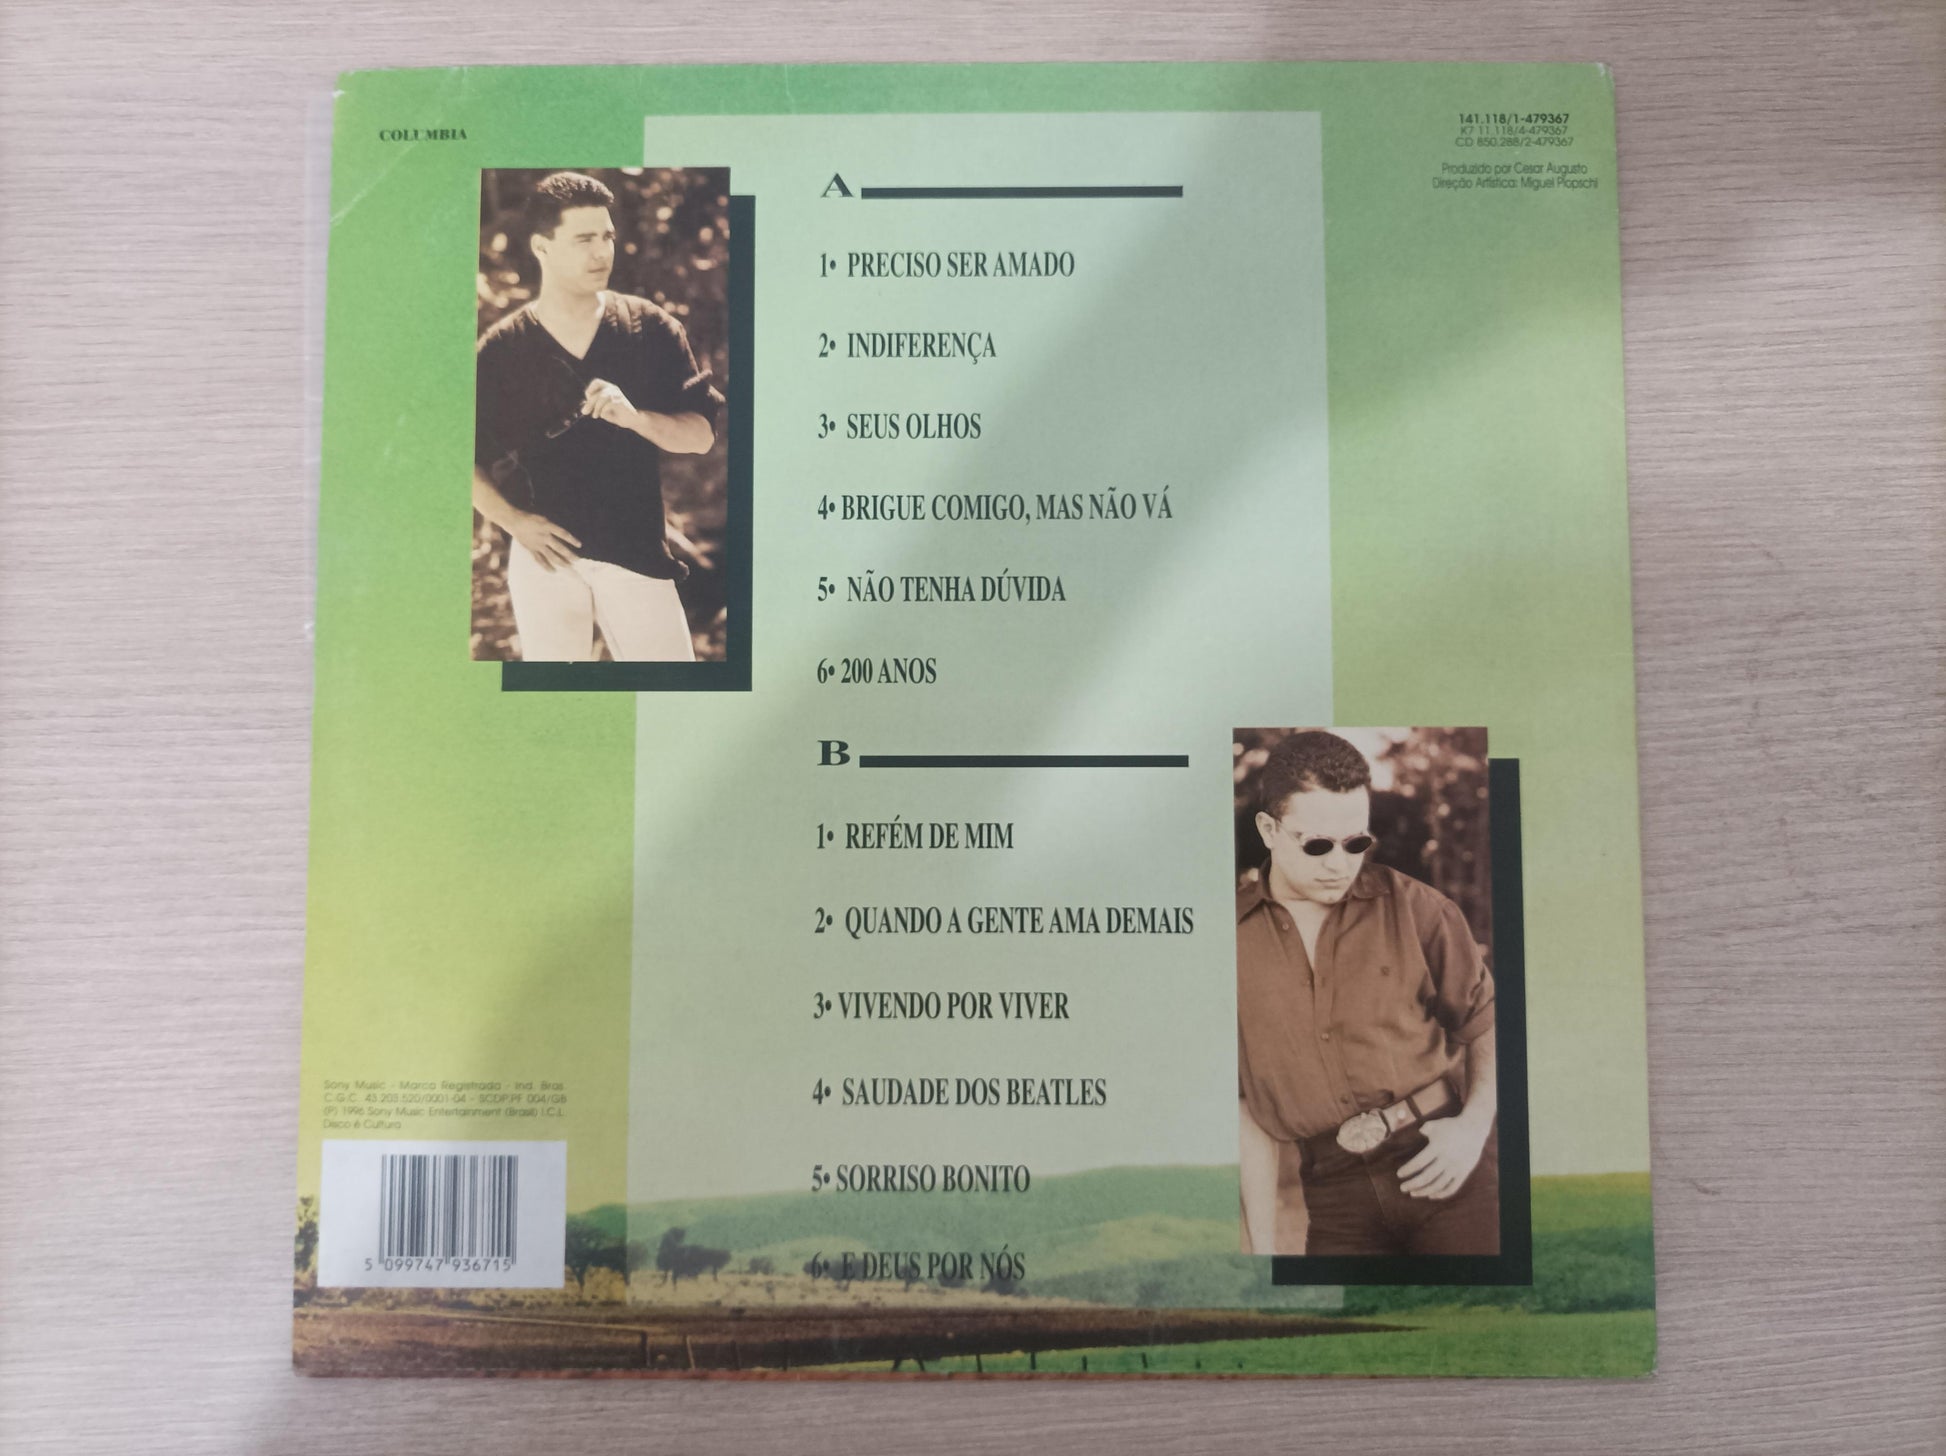 COLUMBIA
141.118/1-479367
K7 11.118/4-479367
CD 850.288/2-479367
Produzido por Cesar Augusto
Direção Artística: Miguel Plopschi
A
1• PRECISO SER AMADO
2• INDIFERENÇA
3• SEUS OLHOS
4• BRIGUE COMIGO, MAS NÃO VÁ
5• NÃO TENHA DÚVIDA
6• 200 ANOS
B
1• REFÉM DE MIM
2• QUANDO A GENTE AMA DEMAIS
3• VIVENDO POR VIVER
4• SAUDADE DOS BEATLES
5• SORRISO BONITO
6• E DEUS POR NÓS
Sony Music - Marca Registrada - Ind. Bras.
C.G.C. 43.203.520/0001-04 - SCDP.PF 004/GB
(P) 1996 Sony Music Entertainment (Brasil) I.C.L.
Disco é Cultura
5 099747 936715